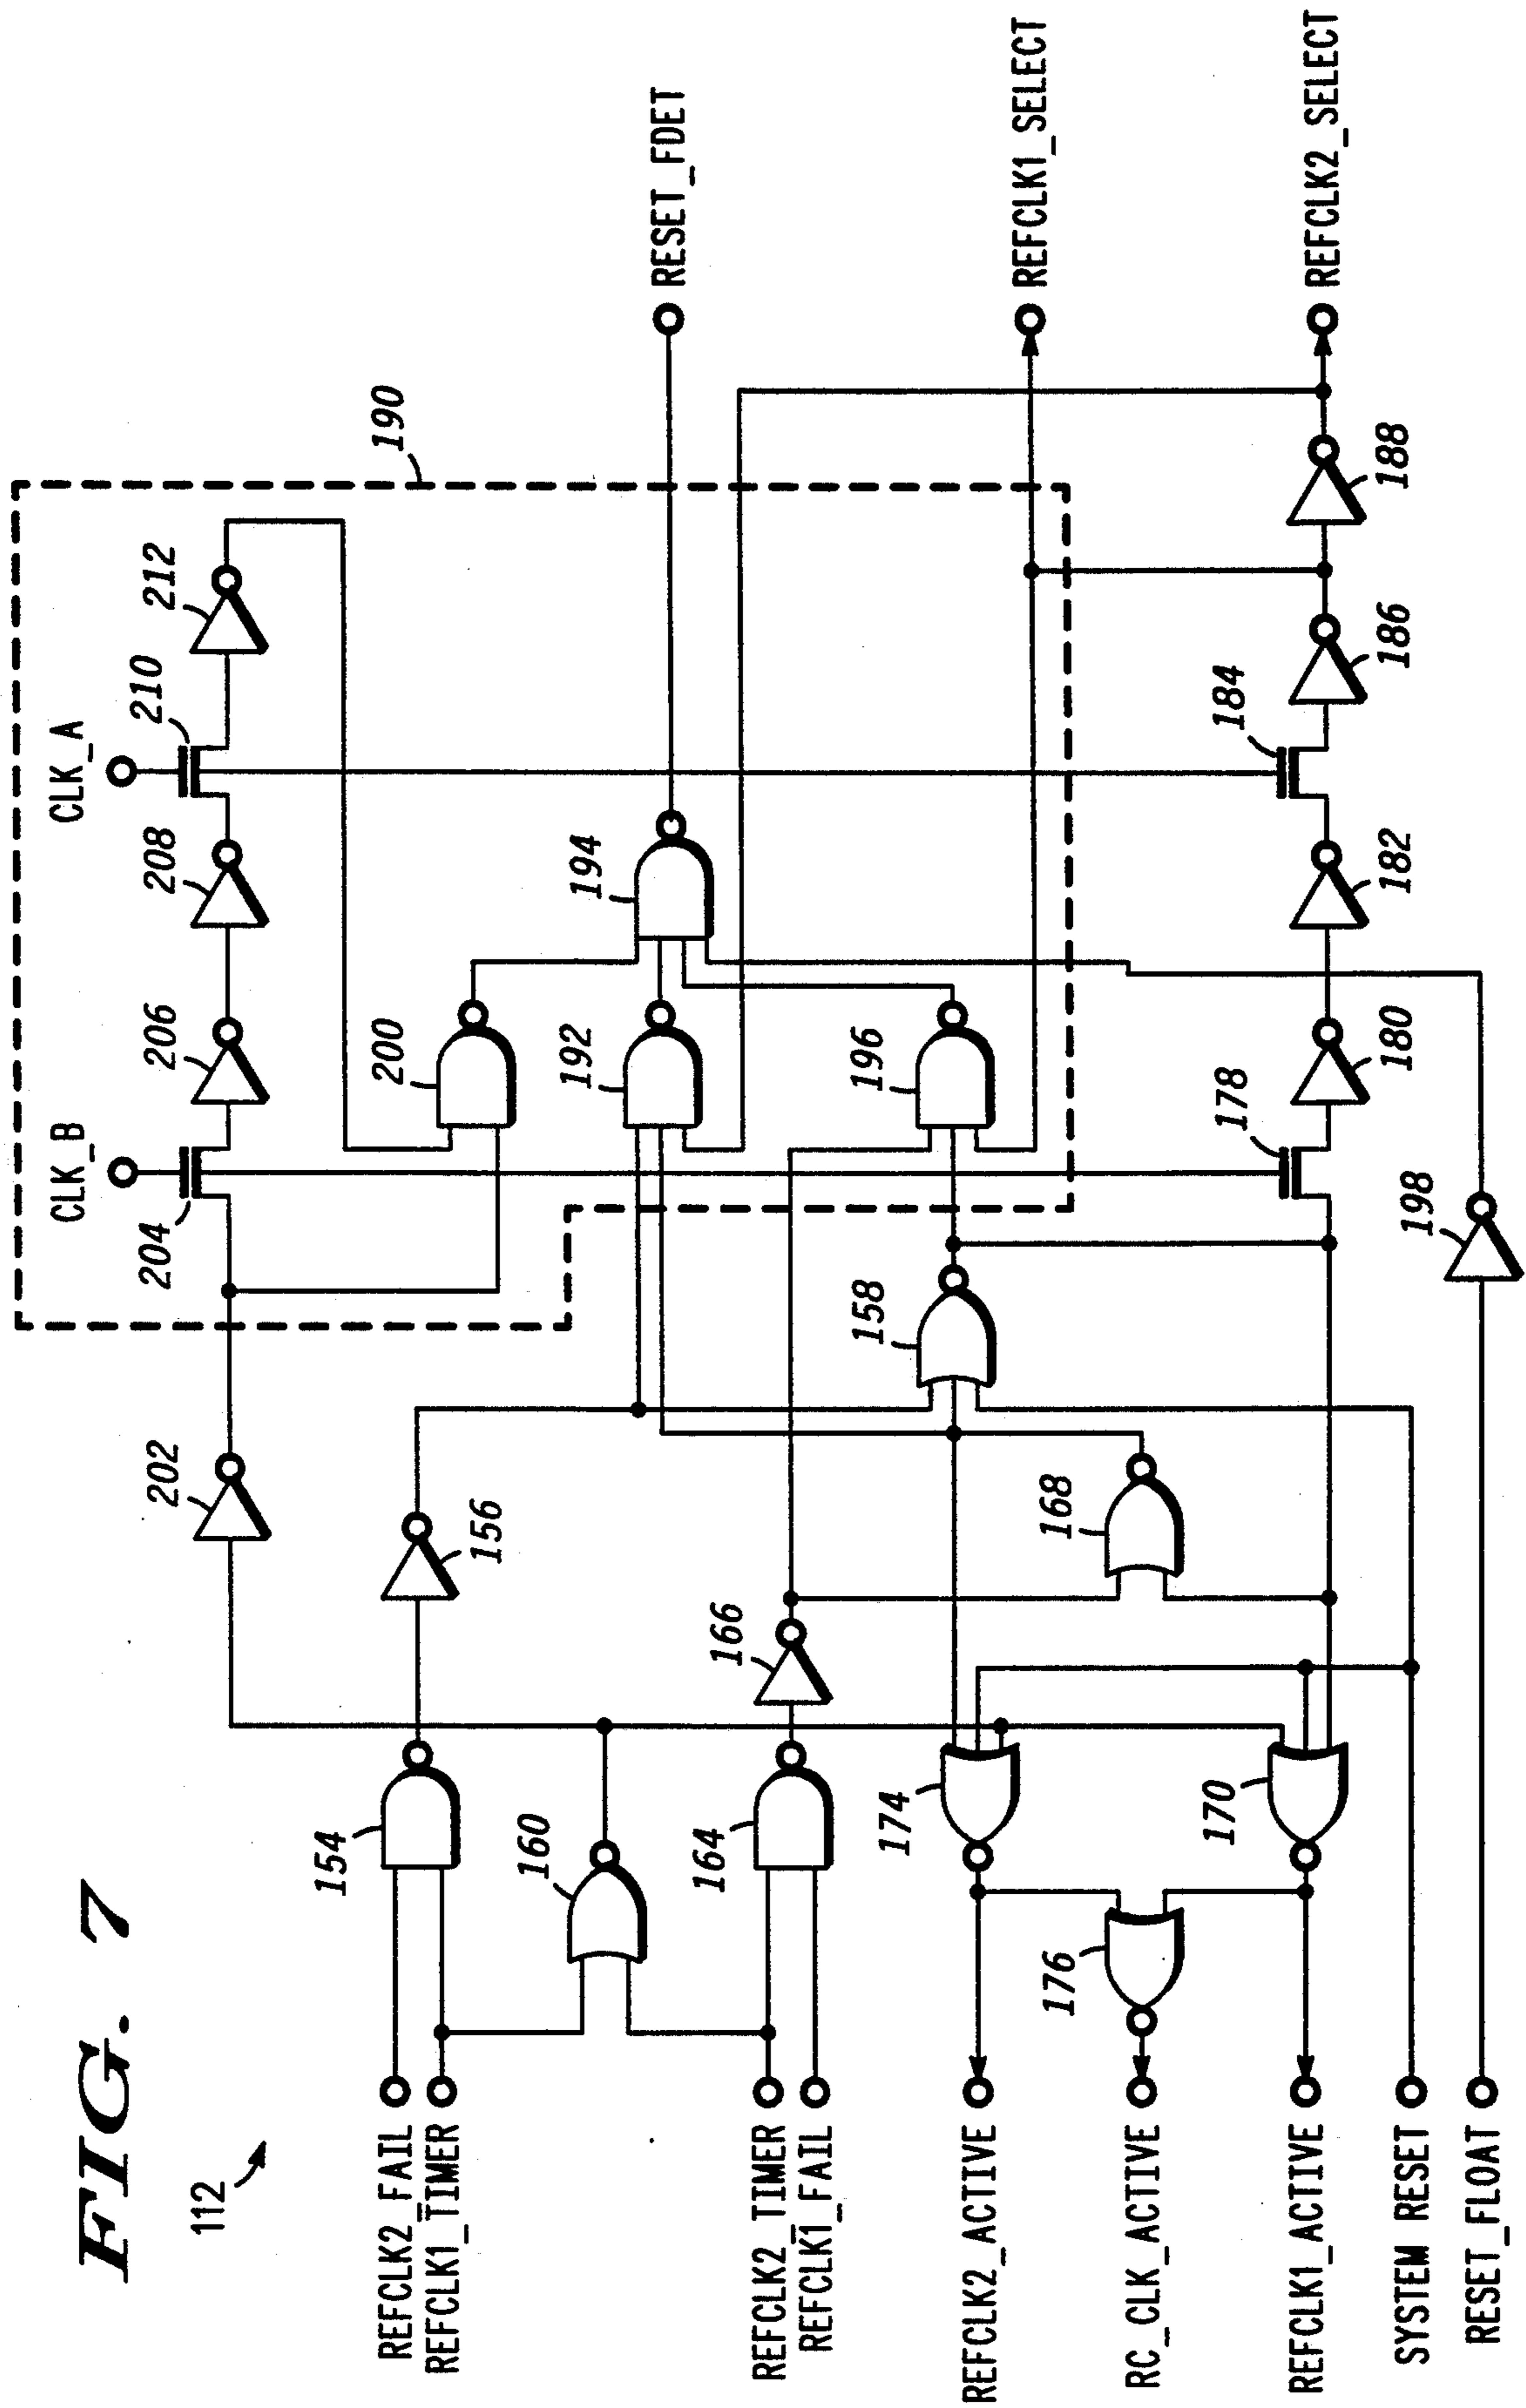 FIG. 7
112
CLK_B
CLK_A
204
206
208
210
212
190
202
200
192
194
RESET_FDET
154
156
160
164
166
158
196
168
174
176
170
178
180
182
184
186
188
198
REFCLK1_SELECT
REFCLK2_SELECT
REFCLK2_FAIL
REFCLK1_TIMER
REFCLK2_TIMER
REFCLK1_FAIL
REFCLK2_ACTIVE
RC_CLK_ACTIVE
REFCLK1_ACTIVE
SYSTEM RESET
RESET_FLOAT